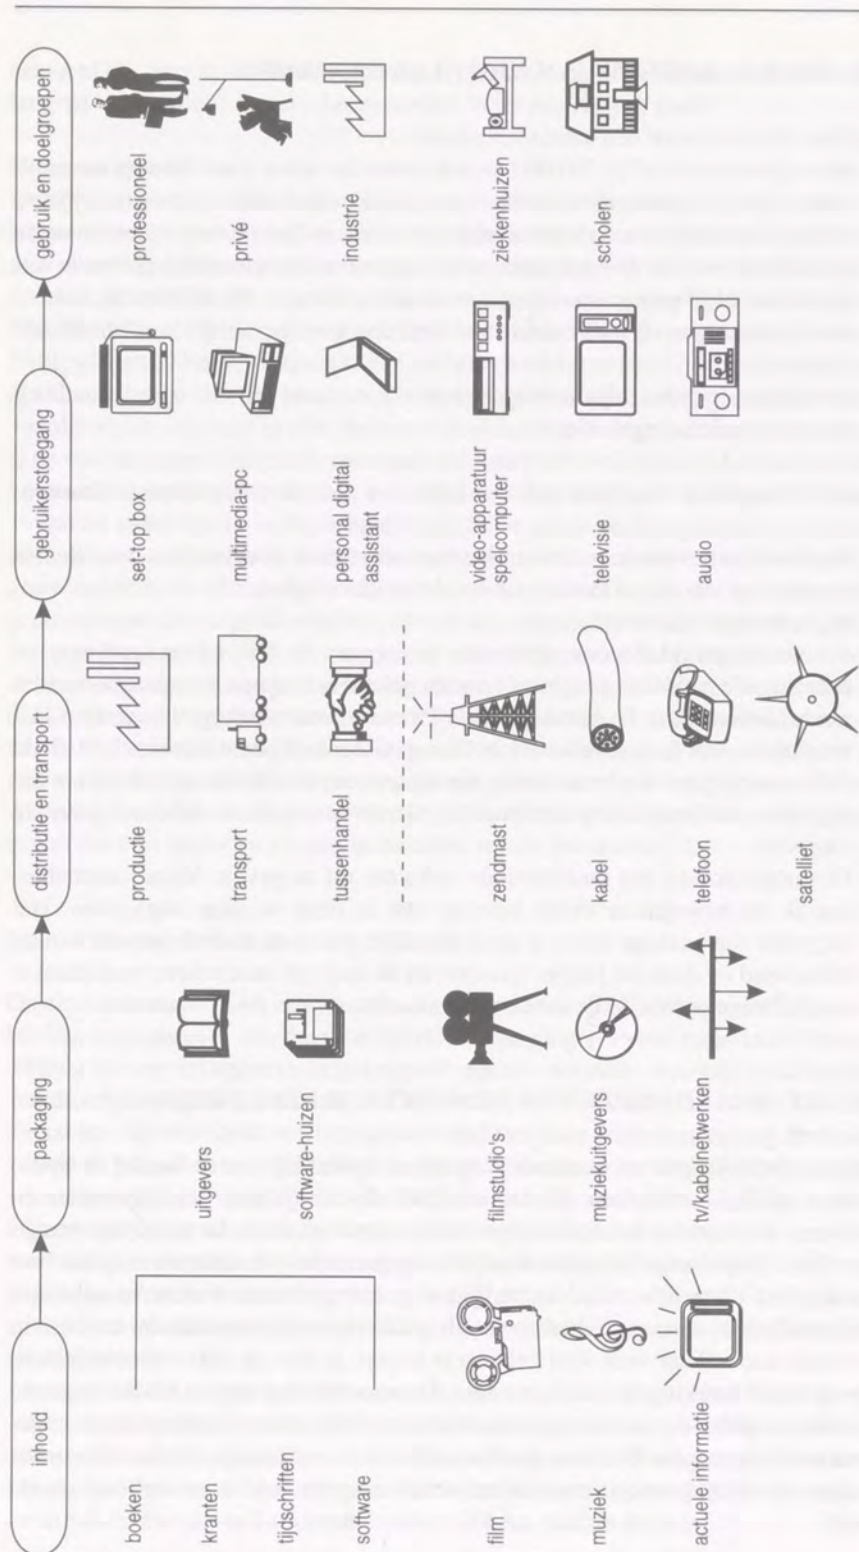 inhoud
packaging
distributie en transport
gebruikerstoegang
gebruik en doelgroepen
boeken
kranten
tijdschriften
software
film
muziek
actuele informatie
uitgevers
software-huizen
filmstudio's
muziekuitgevers
tv/kabelnetwerken
productie
transport
tussenhandel
zendmast
kabel
telefoon
satelliet
set-topbox
multimedia-pc
personal digital
assistant
video-apparatuur
spelcomputer
televisie
audio
professioneel
privé
industrie
ziekenhuizen
scholen